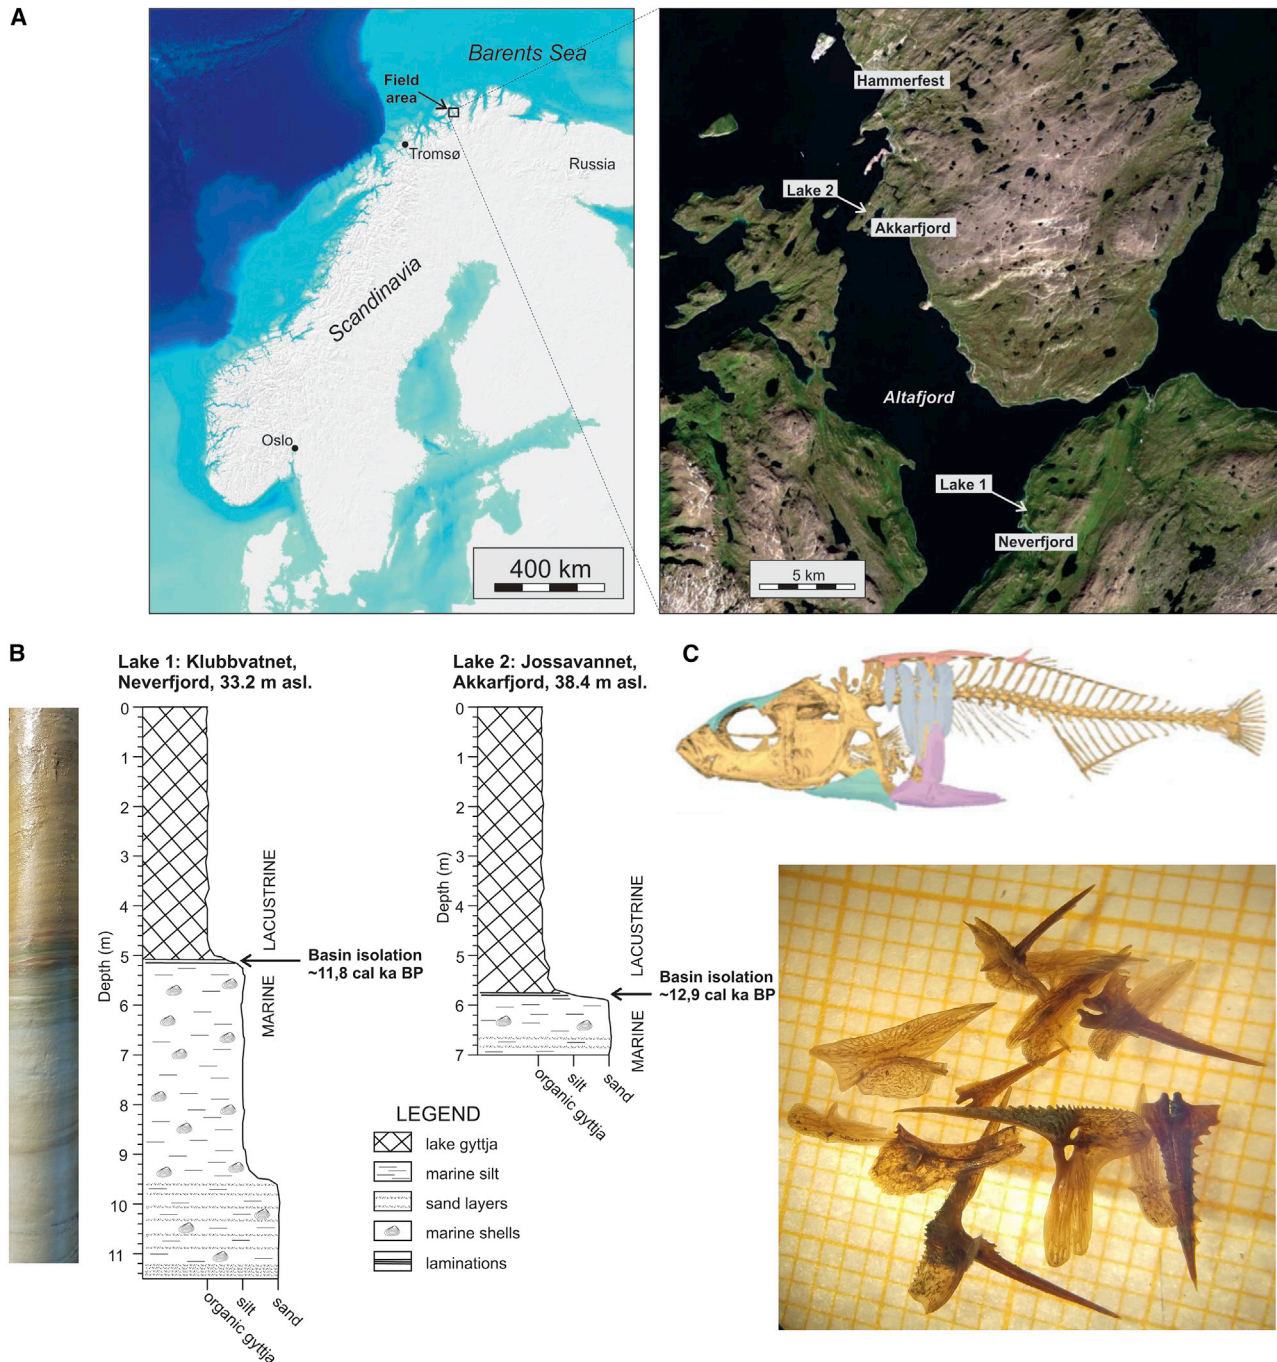 A
Barents Sea
Field
area
Tromsø
Russia
Scandinavia
Oslo
400 km
Hammerfest
Lake 2
Akkarfjord
Altafjord
Lake 1
Neverfjord
5 km
B
Lake 1: Klubbvatnet,
Neverfjord, 33.2 m asl.
0
1
2
3
4
5
6
7
8
9
10
11
Depth (m)
LACUSTRINE
MARINE
Basin isolation
~11,8 cal ka BP
organic gyttja
silt
sand
Lake 2: Jossavannet,
Akkarfjord, 38.4 m asl.
0
1
2
3
4
5
6
7
Depth (m)
LACUSTRINE
MARINE
Basin isolation
~12,9 cal ka BP
organic gyttja
silt
sand
LEGEND
lake gyttja
marine silt
sand layers
marine shells
laminations
C